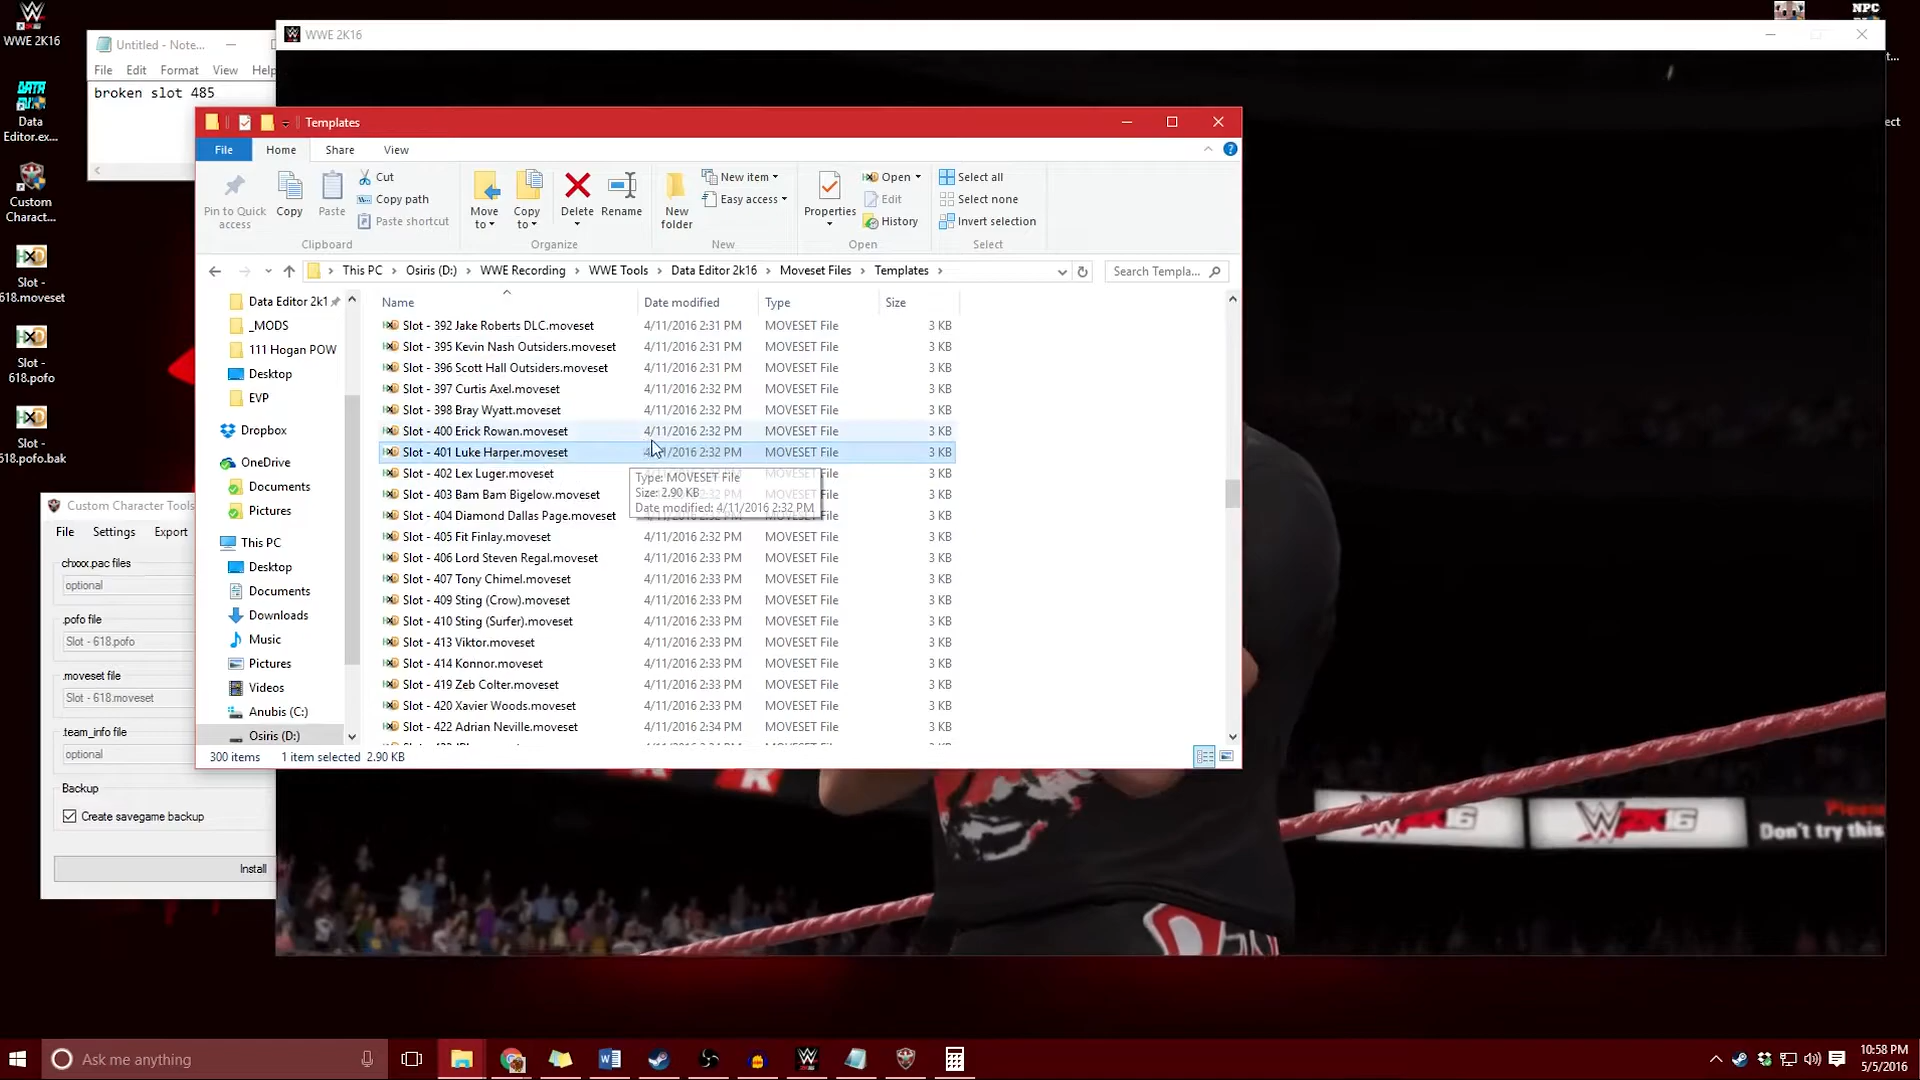 WWE 2K16
Data
Editor.ex...
Custom
Charact...
Slot -
618.moveset
Slot -
618.pofo
Slot -
618.pofo.bak
Untitled - Note...
File Edit Format View Help
broken slot 485
WWE 2K16
NPC
Templates
File Home Share View
Pin to Quick
access
Copy
Paste
Cut
Copy path
Paste shortcut
Clipboard
Move
to
Copy
to
Delete
Rename
Organize
New
folder
New item
Easy access
New
Properties
Open
Edit
History
Open
Select all
Select none
Invert selection
Select
This PC > Osiris (D:) > WWE Recording > WWE Tools > Data Editor 2k16 > Moveset Files > Templates >
Search Templa...
Data Editor 2k1
_MODS
111 Hogan POW
Desktop
EVP
Dropbox
OneDrive
Documents
Pictures
This PC
Desktop
Documents
Downloads
Music
Pictures
Videos
Anubis (C:)
Osiris (D:)
Name Date modified Type Size
Slot - 392 Jake Roberts DLC.moveset 4/11/2016 2:31 PM MOVESET File 3 KB
Slot - 395 Kevin Nash Outsiders.moveset 4/11/2016 2:31 PM MOVESET File 3 KB
Slot - 396 Scott Hall Outsiders.moveset 4/11/2016 2:31 PM MOVESET File 3 KB
Slot - 397 Curtis Axel.moveset 4/11/2016 2:32 PM MOVESET File 3 KB
Slot - 398 Bray Wyatt.moveset 4/11/2016 2:32 PM MOVESET File 3 KB
Slot - 400 Erick Rowan.moveset 4/11/2016 2:32 PM MOVESET File 3 KB
Slot - 401 Luke Harper.moveset 2:32 PM MOVESET File 3 KB
Slot - 402 Lex Luger.moveset MOVESET File 3 KB
Slot - 403 Bam Bam Bigelow.moveset MOVESET File 3 KB
Slot - 404 Diamond Dallas Page.moveset 4/11/2016 2:32 PM MOVESET File 3 KB
Slot - 405 Fit Finlay.moveset 4/11/2016 2:32 PM MOVESET File 3 KB
Slot - 406 Lord Steven Regal.moveset 4/11/2016 2:33 PM MOVESET File 3 KB
Slot - 407 Tony Chimel.moveset 4/11/2016 2:33 PM MOVESET File 3 KB
Slot - 409 Sting (Crow).moveset 4/11/2016 2:33 PM MOVESET File 3 KB
Slot - 410 Sting (Surfer).moveset 4/11/2016 2:33 PM MOVESET File 3 KB
Slot - 413 Viktor.moveset 4/11/2016 2:33 PM MOVESET File 3 KB
Slot - 414 Konnor.moveset 4/11/2016 2:33 PM MOVESET File 3 KB
Slot - 419 Zeb Colter.moveset 4/11/2016 2:33 PM MOVESET File 3 KB
Slot - 420 Xavier Woods.moveset 4/11/2016 2:33 PM MOVESET File 3 KB
Slot - 422 Adrian Neville.moveset 4/11/2016 2:34 PM MOVESET File 3 KB
Type: MOVESET File
Size: 2.90 KB
Date modified: 4/11/2016 2:32 PM
300 items 1 item selected 2.90 KB
Custom Character Tools
File Settings Export
chxxx.pac files
optional
.pofo file
Slot - 618.pofo
.moveset file
Slot - 618.moveset
.team_info file
optional
Backup
Create savegame backup
Install
W2K16
W2K16
Please
Don't try this
Ask me anything
10:58 PM
5/5/2016